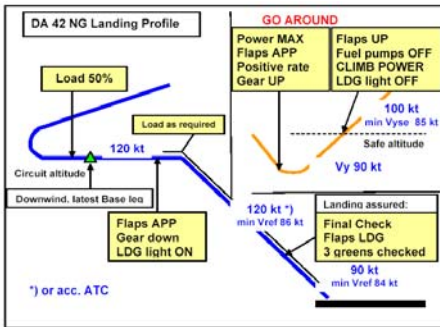 DA 42 NG Landing Profile
GO AROUND
Power MAX
Flaps APP
Positive rate
Gear UP
Flaps UP
Fuel pumps OFF
CLIMB POWER
LDG light OFF
Load 50%
100 kt
min Vyse 85 kt
Load as required
Safe altitude
120 kt
Circuit altitude
Vy 90 kt
Downwind, latest Base leg
Flaps APP
Gear down
LDG light ON
120 kt *)
min Vref 86 kt
Landing assured:
Final Check
Flaps LDG
3 greens checked
90 kt
min Vref 84 kt
*) or acc. ATC